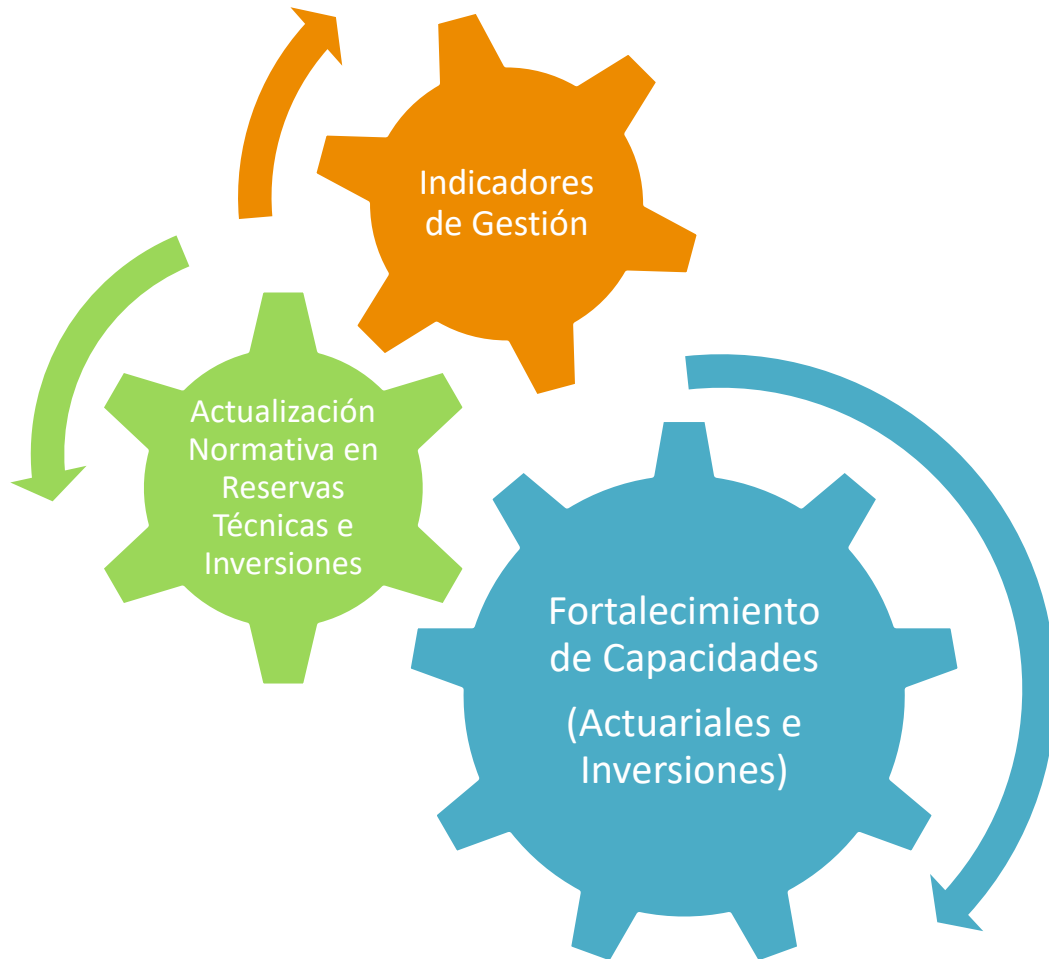 Indicadores
de Gestión
Actualización
Normativa en
Reservas
Técnicas e
Inversiones
Fortalecimiento
de Capacidades
(Actuariales e
Inversiones)